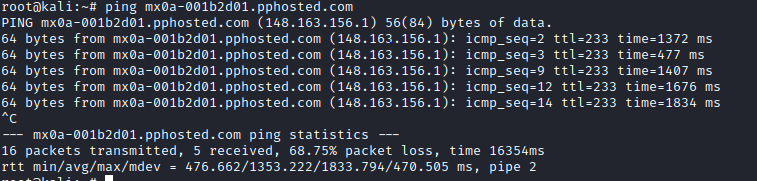 root@kali:~# ping mx0a-001b2d01.pphosted.com
PING mx0a-001b2d01.pphosted.com (148.163.156.1) 56(84) bytes of data.
64 bytes from mx0a-001b2d01.pphosted.com (148.163.156.1): icmp_seq=2 ttl=233 time=1372 ms
64 bytes from mx0a-001b2d01.pphosted.com (148.163.156.1): icmp_seq=3 ttl=233 time=477 ms
64 bytes from mx0a-001b2d01.pphosted.com (148.163.156.1): icmp_seq=9 ttl=233 time=1407 ms
64 bytes from mx0a-001b2d01.pphosted.com (148.163.156.1): icmp_seq=12 ttl=233 time=1676 ms
64 bytes from mx0a-001b2d01.pphosted.com (148.163.156.1): icmp_seq=14 ttl=233 time=1834 ms
^C
--- mx0a-001b2d01.pphosted.com ping statistics ---
16 packets transmitted, 5 received, 68.75% packet loss, time 16354ms
rtt min/avg/max/mdev = 476.662/1353.222/1833.794/470.505 ms, pipe 2
root@kali:~#